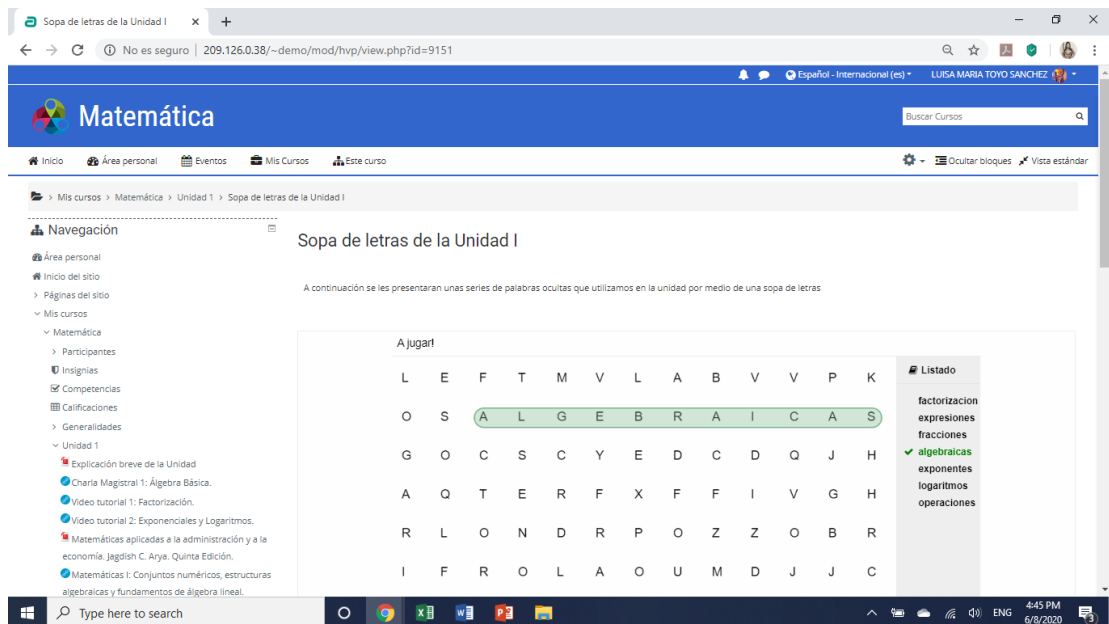 Sopa de letras de la Unidad I
No es seguro | 209.126.0.38/~demo/mod/hvp/view.php?id=9151
Español - Internacional (es)
LUISA MARIA TOYO SANCHEZ
Matemática
Buscar Cursos
Inicio Área personal Eventos Mis Cursos Este curso
Ocultar bloques Vista estándar
> Mis cursos > Matemática > Unidad 1 > Sopa de letras de la Unidad I
Navegación
Área personal
Inicio del sitio
> Páginas del sitio
Mis cursos
Matemática
> Participantes
Insignias
Competencias
Calificaciones
> Generalidades
Unidad 1
Explicación breve de la Unidad
Charla Magistral 1: Álgebra Básica.
Video tutorial 1: Factorización.
Video tutorial 2: Exponenciales y Logaritmos.
Matemáticas aplicadas a la administración y a la
economía. Jagdish C. Arya. Quinta Edición.
Matemáticas I: Conjuntos numéricos, estructuras
algebraicas y fundamentos de álgebra lineal.
Sopa de letras de la Unidad I
A continuación se les presentaran unas series de palabras ocultas que utilizamos en la unidad por medio de una sopa de letras
A jugar!
L E F T M V L A B V V P K
O S A L G E B R A I C A S
G O C S C Y E D C D Q J H
A Q T E R F X F F I V G H
R L O N D R P O Z Z O B R
I F R O L A O U M D J J C
Listado
factorizacion
expresiones
fracciones
algebraicas
exponentes
logaritmos
operaciones
Type here to search
ENG
4:45 PM
6/8/2020
3